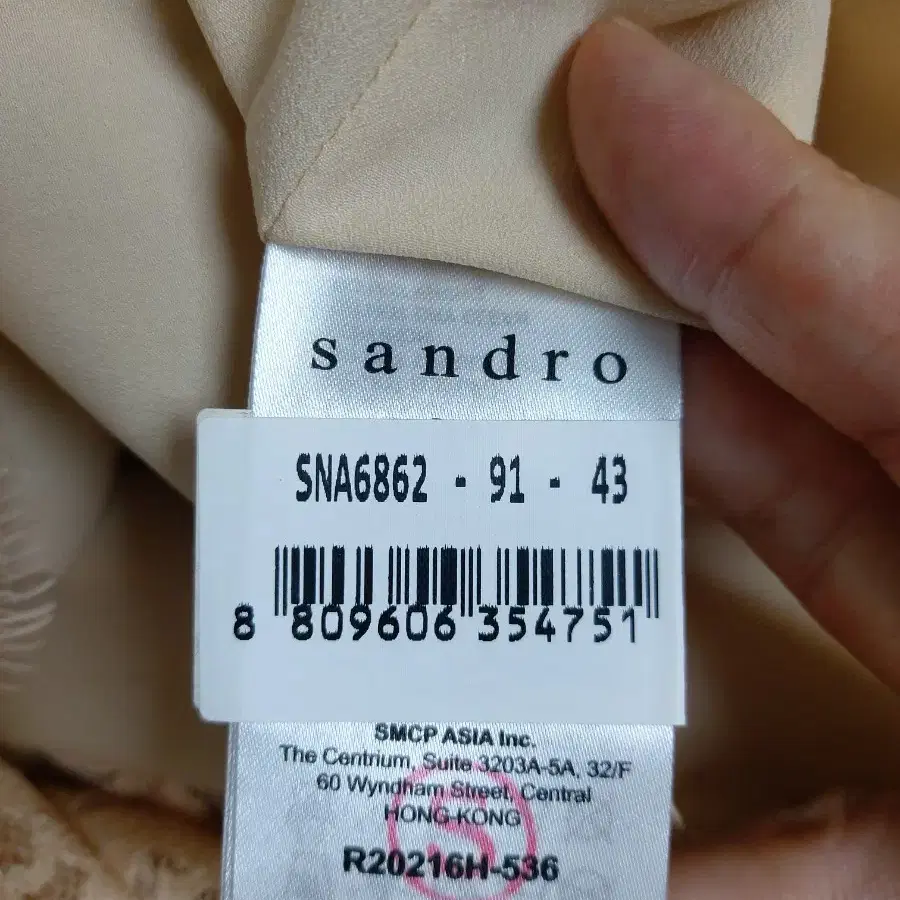 sandro
SNA6862 - 91 - 43
8 809606 354751
SMCP ASIA Inc.
The Centrium, Suite 3203A-5A, 32/F
60 Wyndham Street, Central
HONG-KONG
S
R20216H-536